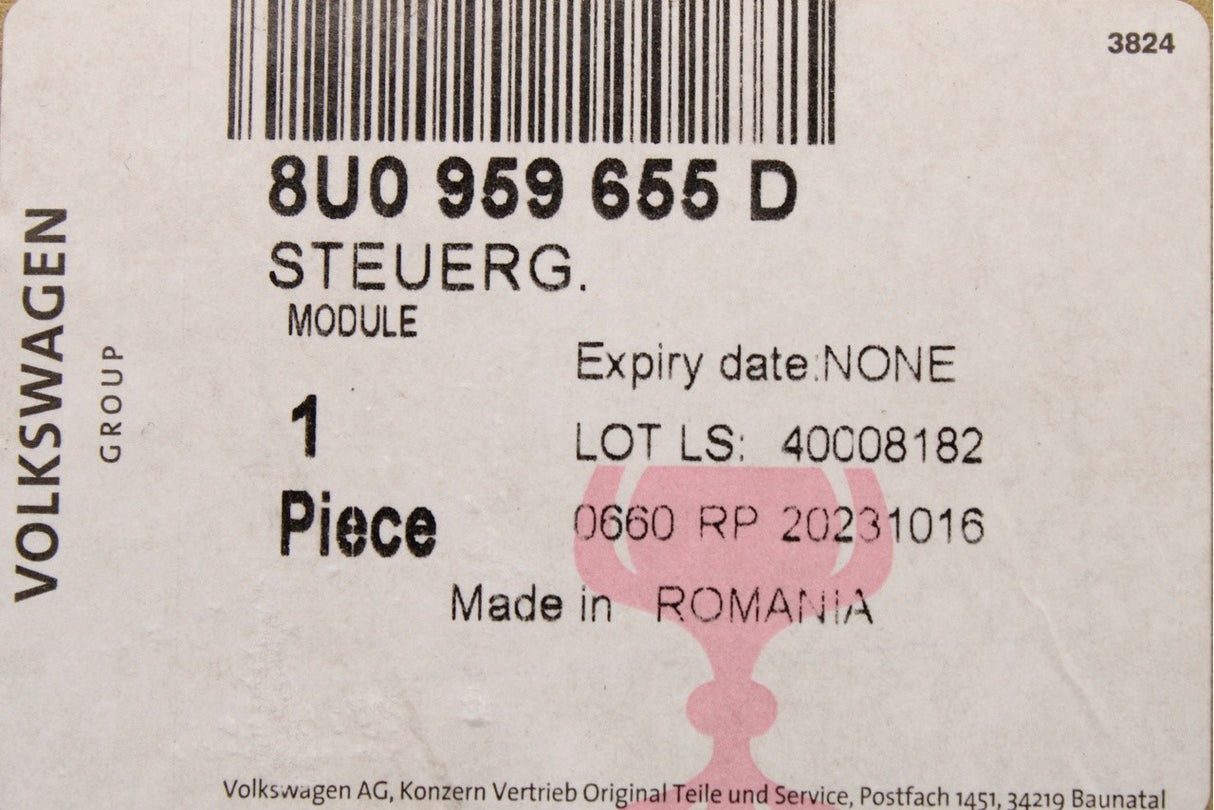 3824
8U0 959 655 D
STEUERG.
MODULE
Expiry date:NONE
1
LOT LS: 40008182
Piece
0660 RP 20231016
Made in ROMANIA
VOLKSWAGEN
GROUP
Volkswagen AG, Konzern Vertrieb Original Teile und Service, Postfach 1451, 34219 Baunatal